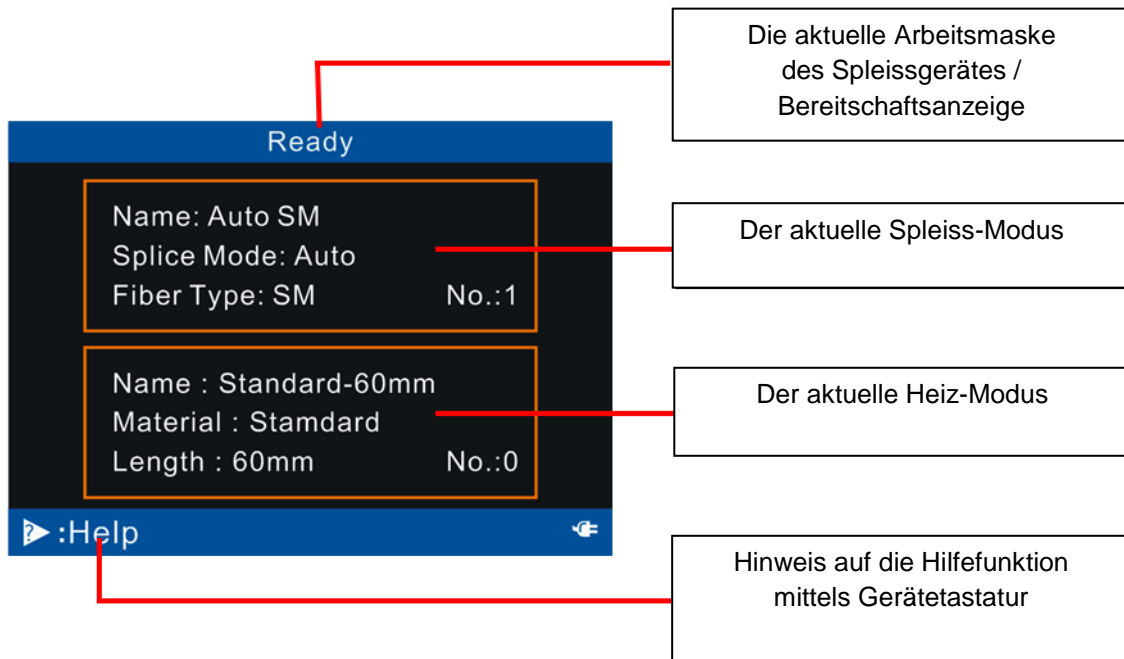 Die aktuelle Arbeitsmaske
des Spleissgerätes /
Bereitschaftsanzeige
Ready
Name: Auto SM
Splice Mode: Auto
Fiber Type: SM No.:1
Der aktuelle Spleiss-Modus
Name : Standard-60mm
Material : Stamdard
Length : 60mm No.:0
Der aktuelle Heiz-Modus
? :Help
Hinweis auf die Hilfefunktion
mittels Gerätetastatur